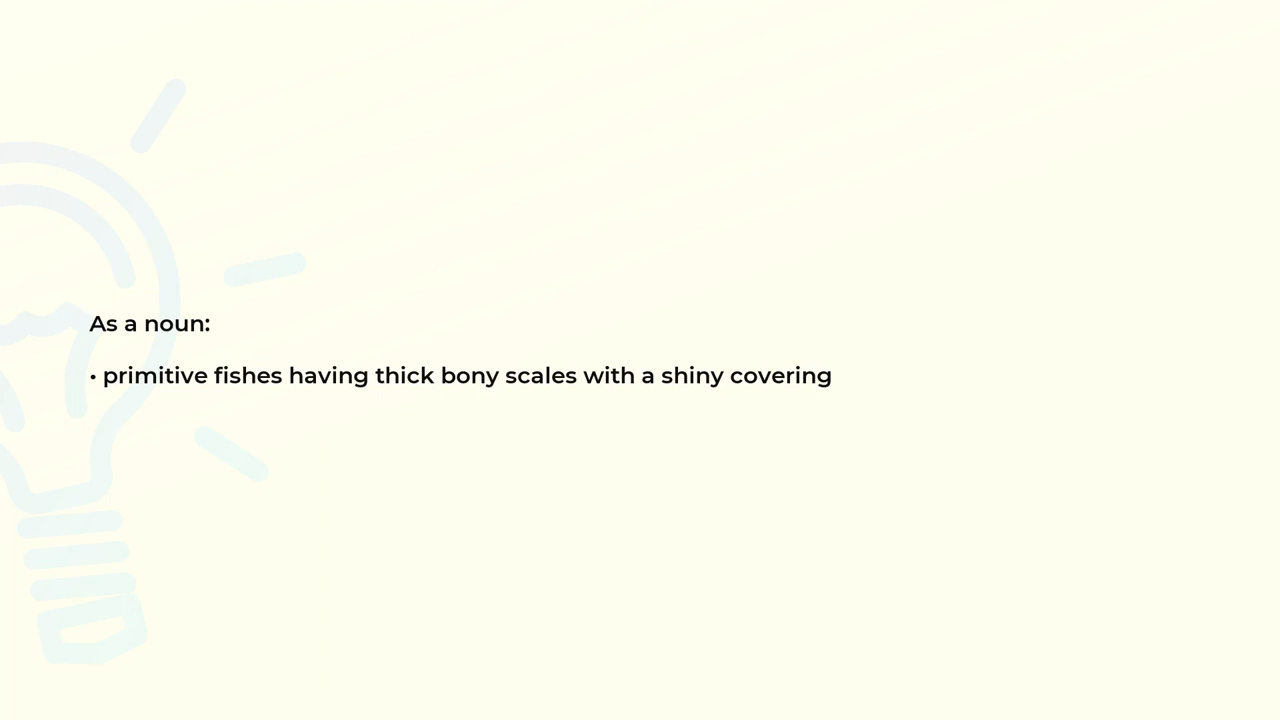 As a noun:
• primitive fishes having thick bony scales with a shiny covering